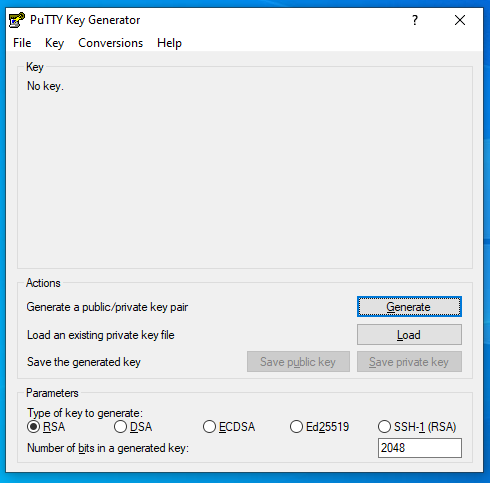 PuTTY Key Generator
File Key Conversions Help
Key
No key.
Actions
Generate a public/private key pair Generate
Load an existing private key file Load
Save the generated key Save public key Save private key
Parameters
Type of key to generate:
RSA DSA ECDSA Ed25519 SSH-1 (RSA)
Number of bits in a generated key: 2048